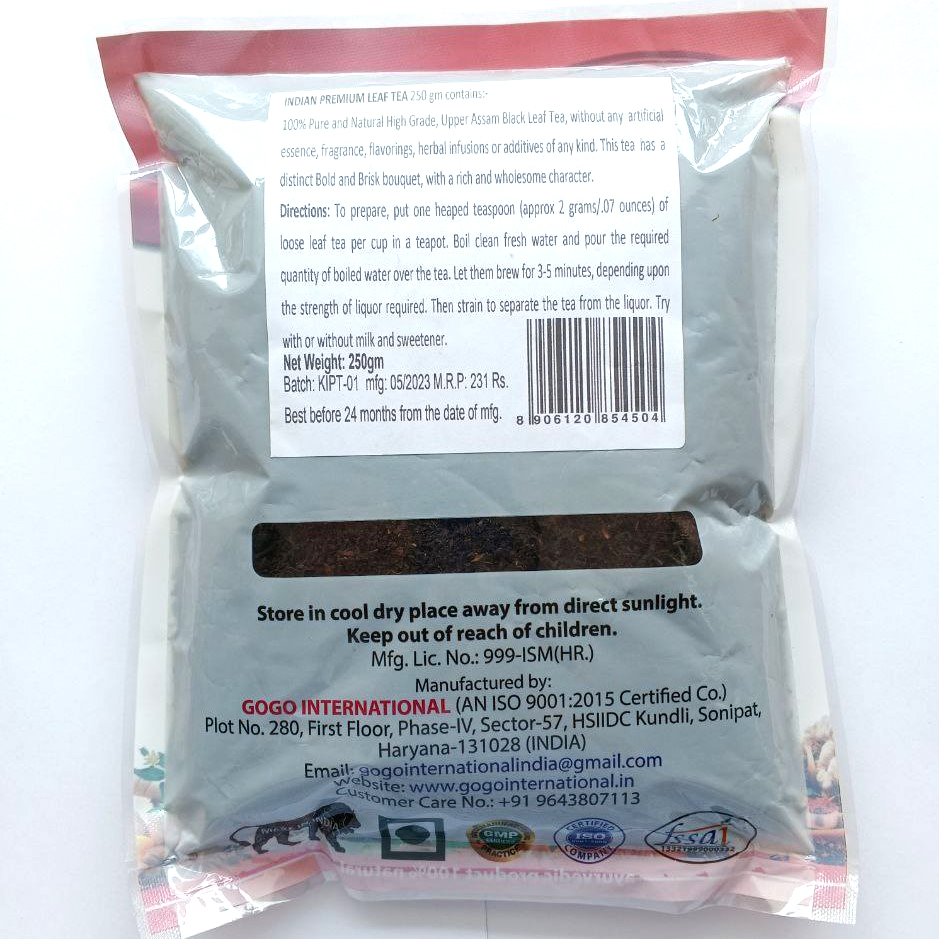 INDIAN PREMIUM LEAF TEA 250 gm contains:-
100% Pure and Natural High Grade, Upper Assam Black Leaf Tea, without any artificial
essence, fragrance, flavorings, herbal infusions or additives of any kind. This tea has a
distinct Bold and Brisk bouquet, with a rich and wholesome character.
Directions: To prepare, put one heaped teaspoon (approx 2 grams/.07 ounces) of
loose leaf tea per cup in a teapot. Boil clean fresh water and pour the required
quantity of boiled water over the tea. Let them brew for 3-5 minutes, depending upon
the strength of liquor required. Then strain to separate the tea from the liquor. Try
with or without milk and sweetener.
Net Weight: 250gm
Batch: KIPT-01 mfg: 05/2023 M.R.P: 231 Rs.
Best before 24 months from the date of mfg.
8 906120 854504
Store in cool dry place away from direct sunlight.
Keep out of reach of children.
Mfg. Lic. No.: 999-ISM(HR.)
Manufactured by:
GOGO INTERNATIONAL (AN ISO 9001:2015 Certified Co.)
Plot No. 280, First Floor, Phase-IV, Sector-57, HSIIDC Kundli, Sonipat,
Haryana-131028 (INDIA)
Email: gogointernationalindia@gmail.com
Website: www.gogointernational.in
Customer Care No.: +91 9643807113
MAKE IN INDIA
GMP
CERTIFIED
ISO
COMPANY
fssai